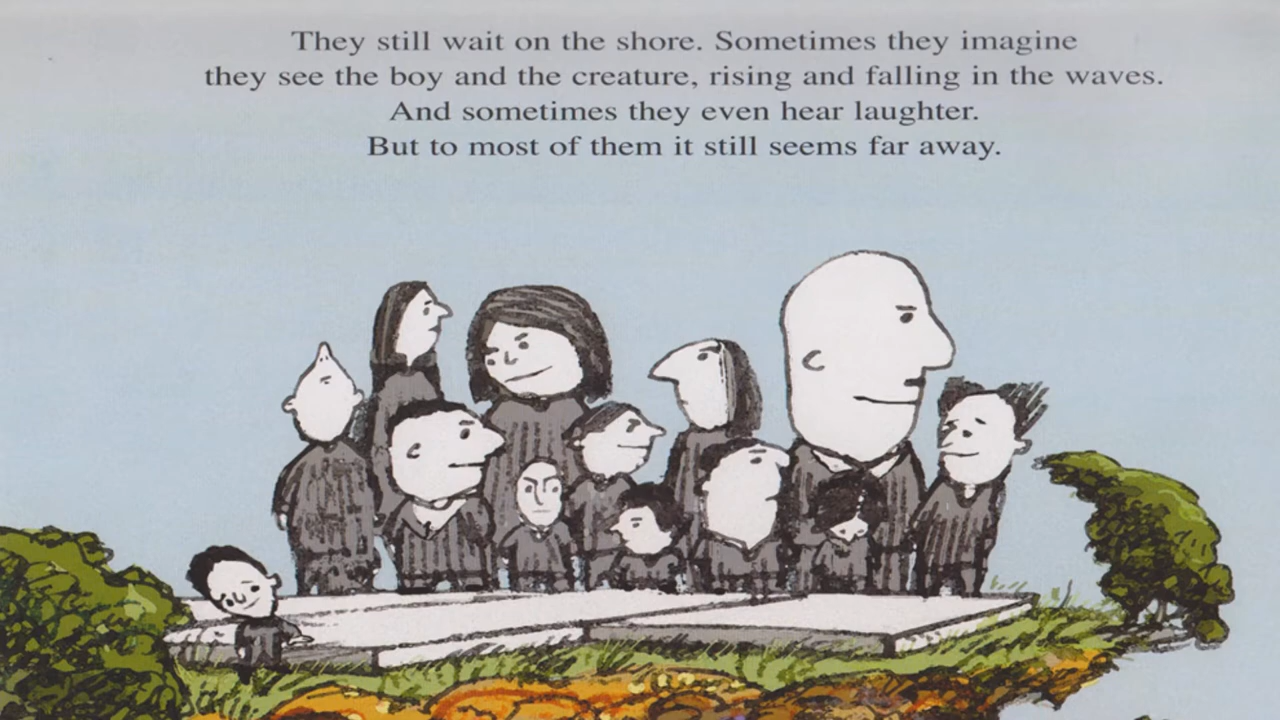 They still wait on the shore. Sometimes they imagine
they see the boy and the creature, rising and falling in the waves.
And sometimes they even hear laughter.
But to most of them it still seems far away.